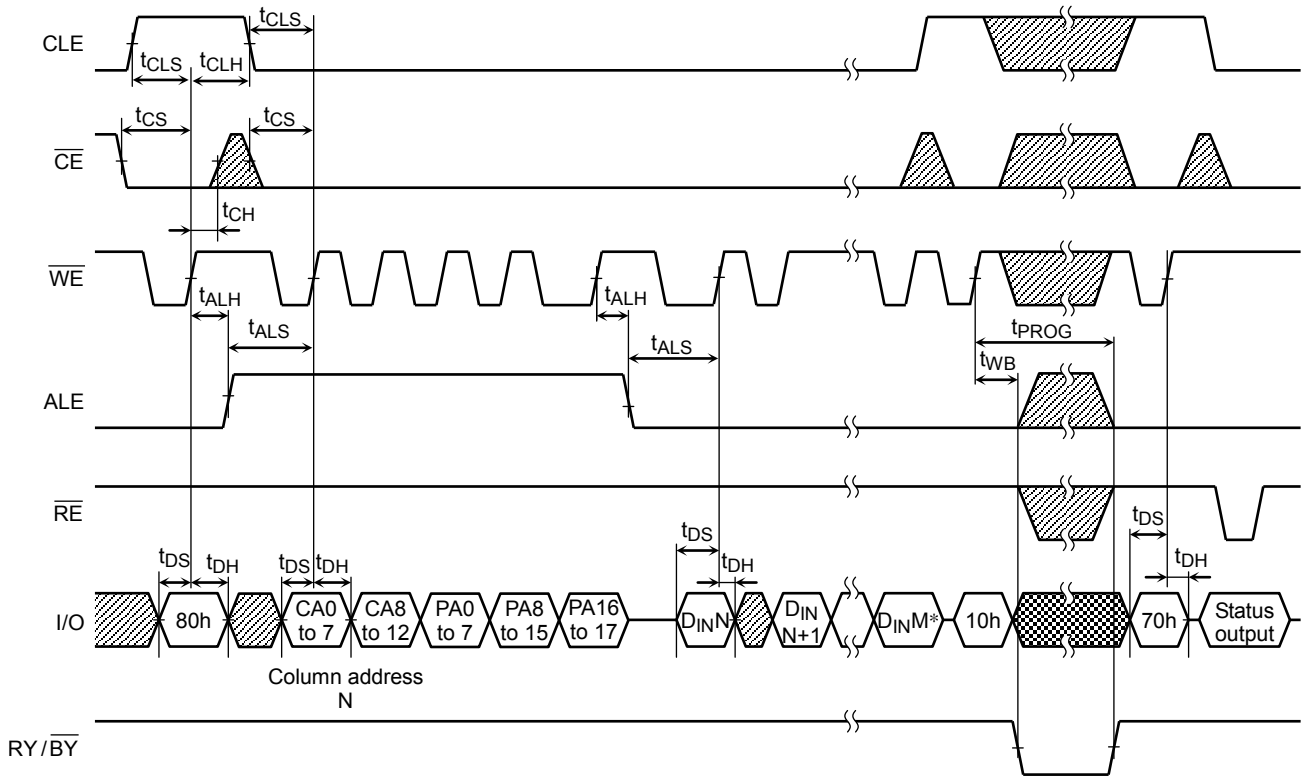 CLE
tCLS
tCLS
tCLH
CE
tCS
tCS
tCH
WE
tALH
tALS
tALH
tALS
tPROG
tWB
ALE
RE
tDS
tDH
tDS
tDH
tDS
tDH
tDS
tDH
I/O
80h
CA0
to 7
CA8
to 12
PA0
to 7
PA8
to 15
PA16
to 17
DINN
DIN
N+1
DINM*
10h
70h
Status
output
Column address
N
RY/BY